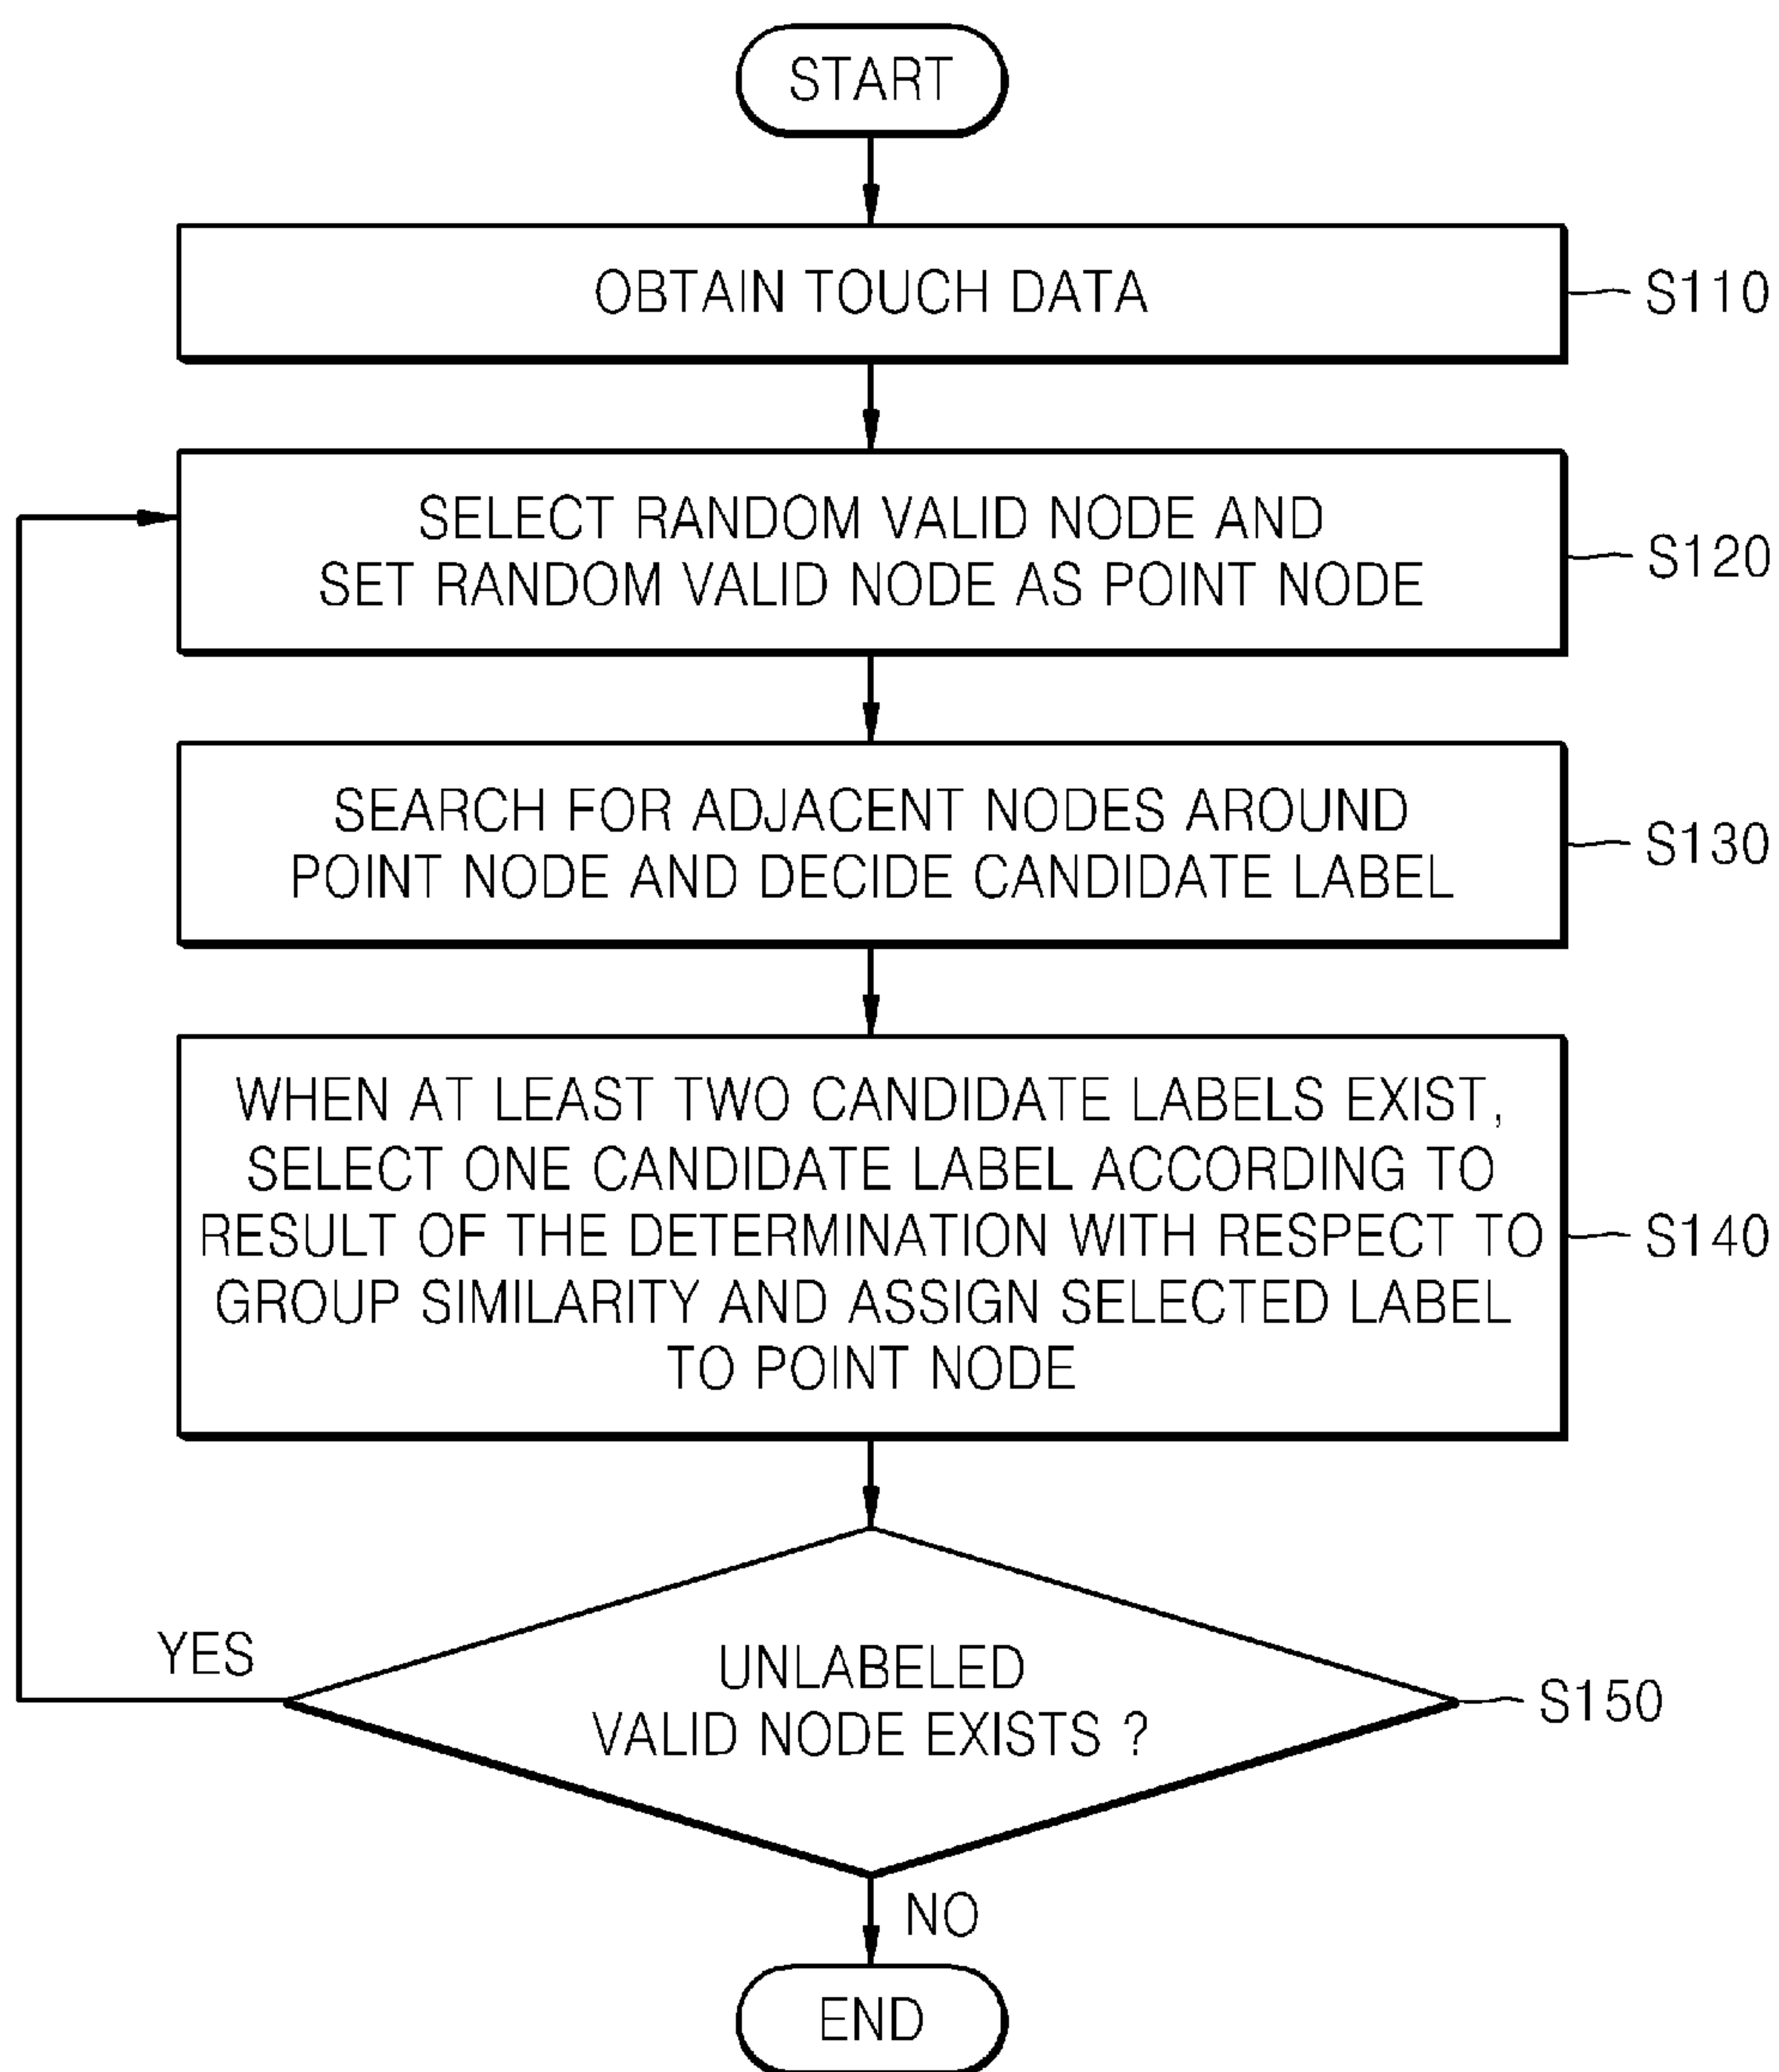 START
OBTAIN TOUCH DATA
S110
SELECT RANDOM VALID NODE AND
SET RANDOM VALID NODE AS POINT NODE
S120
SEARCH FOR ADJACENT NODES AROUND
POINT NODE AND DECIDE CANDIDATE LABEL
S130
WHEN AT LEAST TWO CANDIDATE LABELS EXIST,
SELECT ONE CANDIDATE LABEL ACCORDING TO
RESULT OF THE DETERMINATION WITH RESPECT TO
GROUP SIMILARITY AND ASSIGN SELECTED LABEL
TO POINT NODE
S140
YES
UNLABELED
VALID NODE EXISTS ?
S150
NO
END